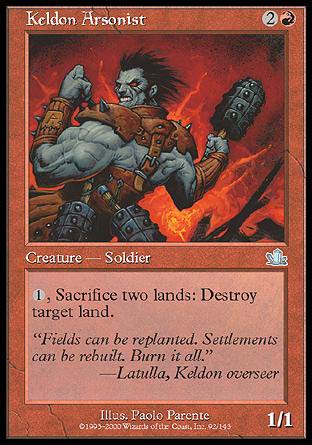 Keldon Arsonist 2
Creature — Soldier
1, Sacrifice two lands: Destroy
target land.
“Fields can be replanted. Settlements
can be rebuilt. Burn it all.”
—Latulla, Keldon overseer
Illus. Paolo Parente
©1993-2000 Wizards of the Coast, Inc. 92/143
1/1